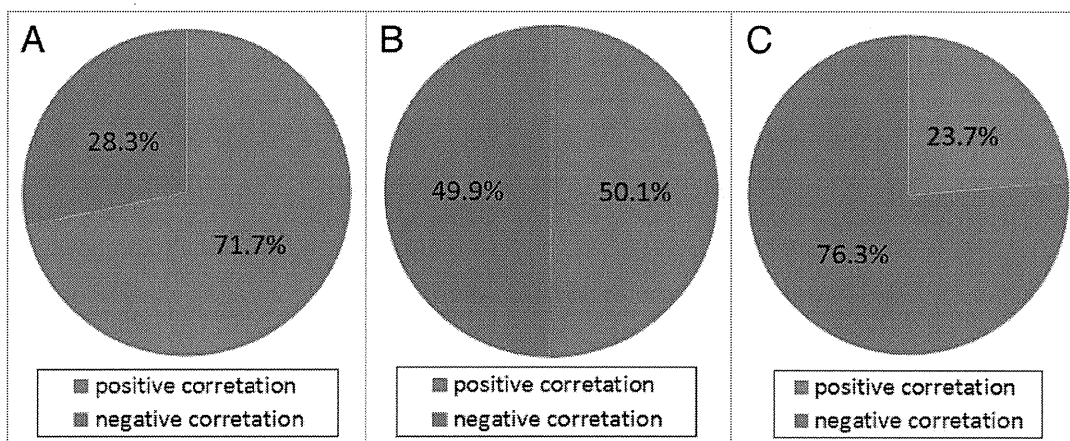 A
28.3%
71.7%
positive corretation
negative corretation
B
49.9%
50.1%
positive corretation
negative corretation
C
23.7%
76.3%
positive corretation
negative corretation